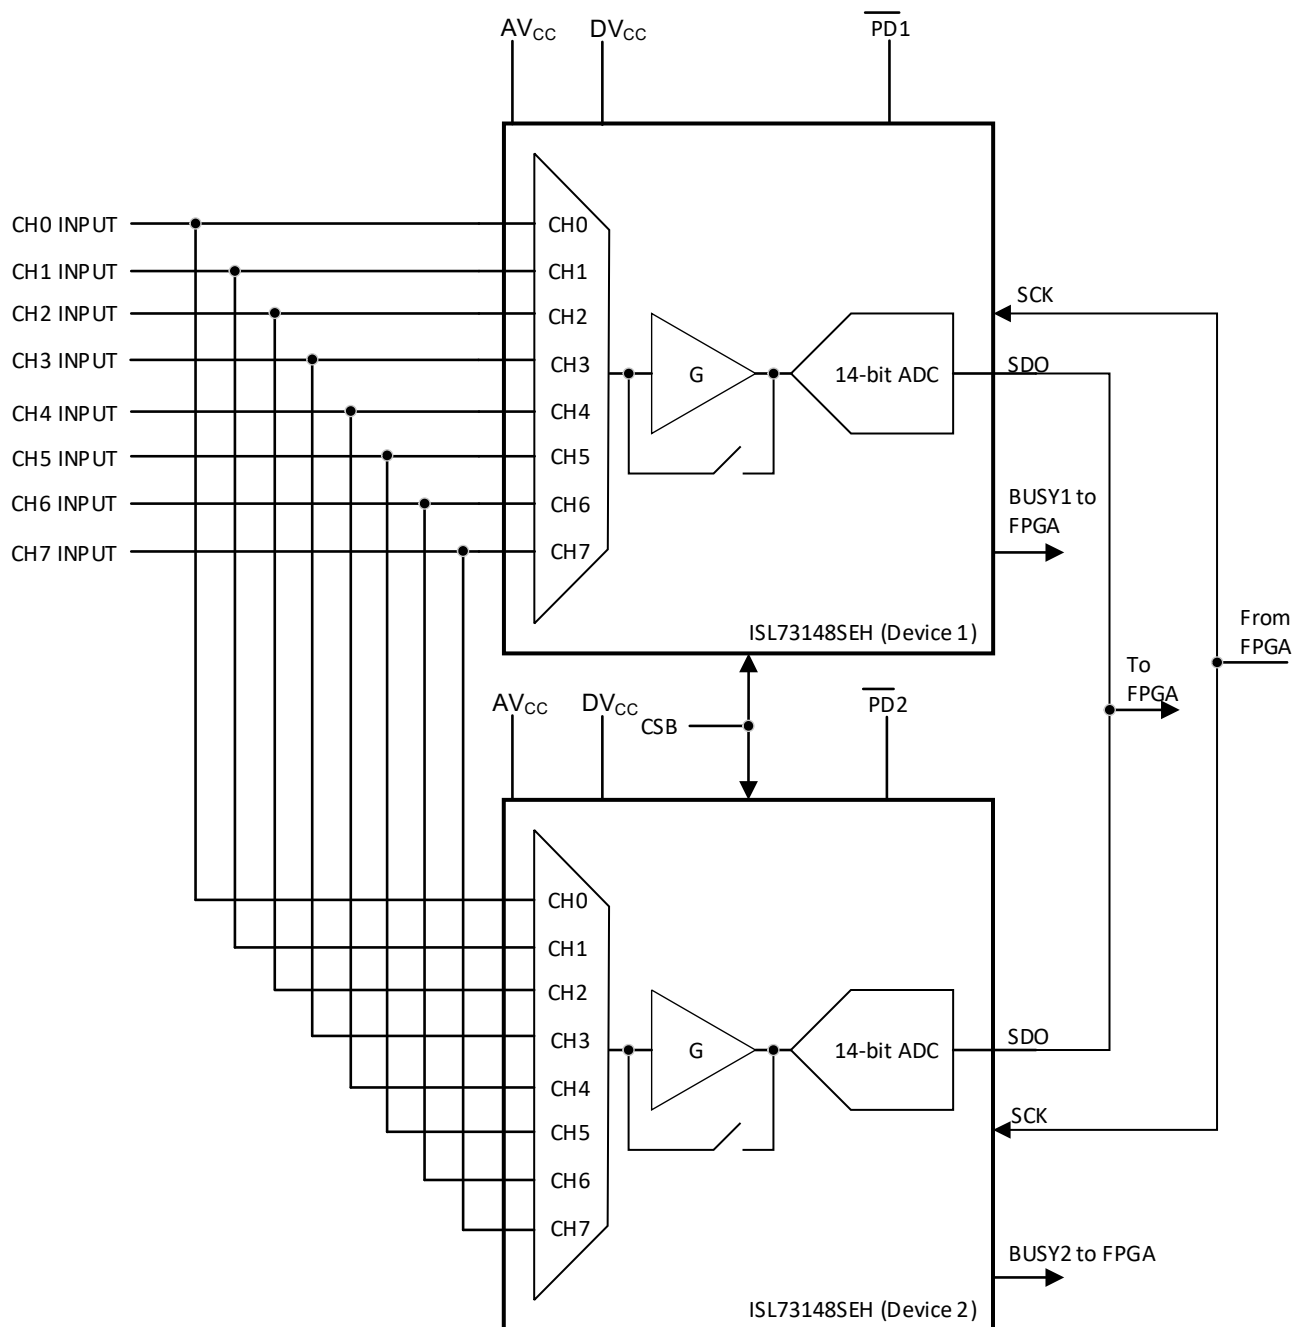 AVCC
DVCC
PD1
CH0 INPUT
CH1 INPUT
CH2 INPUT
CH3 INPUT
CH4 INPUT
CH5 INPUT
CH6 INPUT
CH7 INPUT
CH0
CH1
CH2
CH3
CH4
CH5
CH6
CH7
G
14-bit ADC
SCK
SDO
BUSY1 to
FPGA
ISL73148SEH (Device 1)
From
FPGA
To
FPGA
AVCC
DVCC
CSB
PD2
CH0
CH1
CH2
CH3
CH4
CH5
CH6
CH7
G
14-bit ADC
SDO
SCK
BUSY2 to FPGA
ISL73148SEH (Device 2)